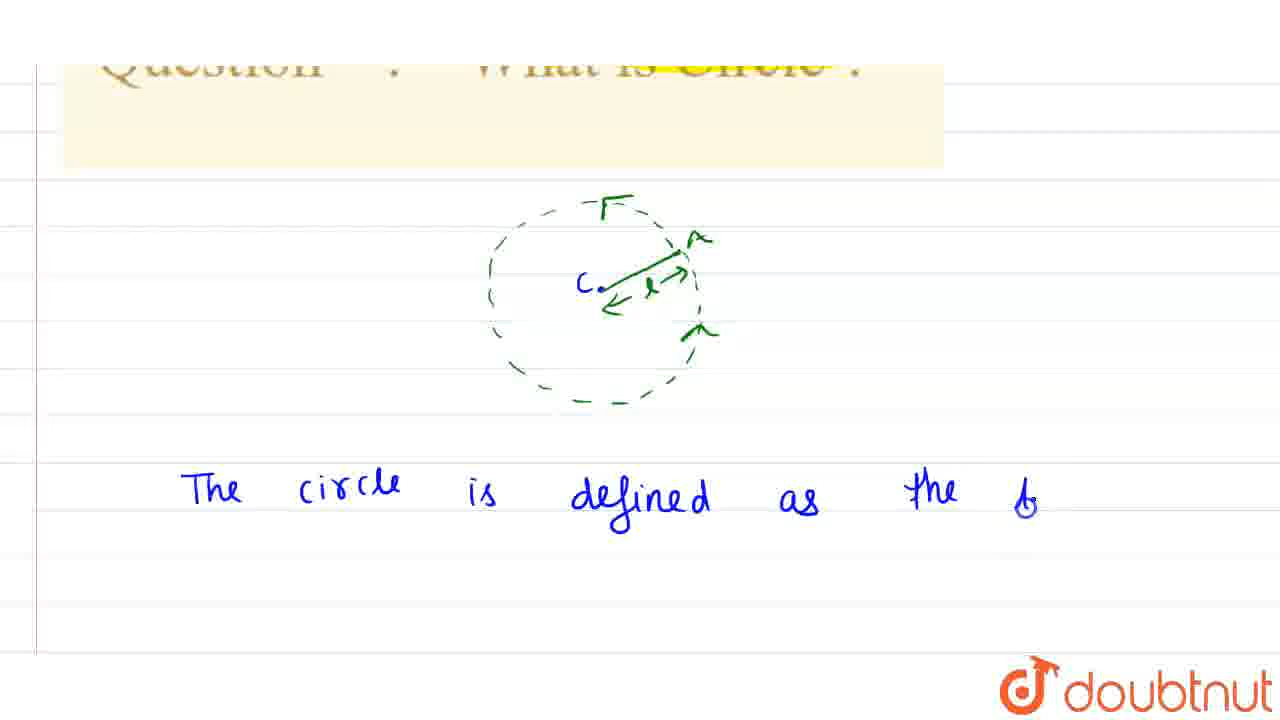 Question : What is Circle ?
A
C
l
The circle is defined as the
doubtnut